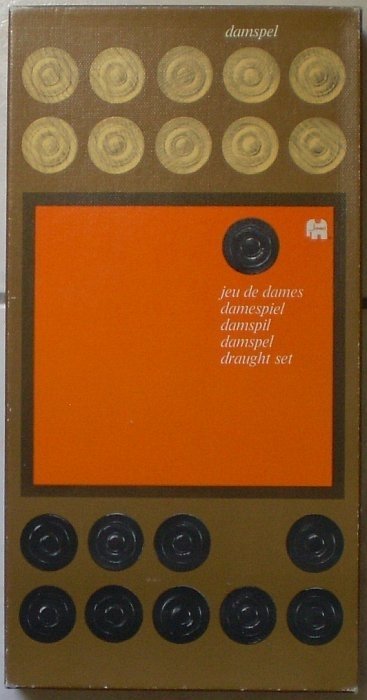 damspel
jeu de dames
damespiel
damspil
damspel
draught set